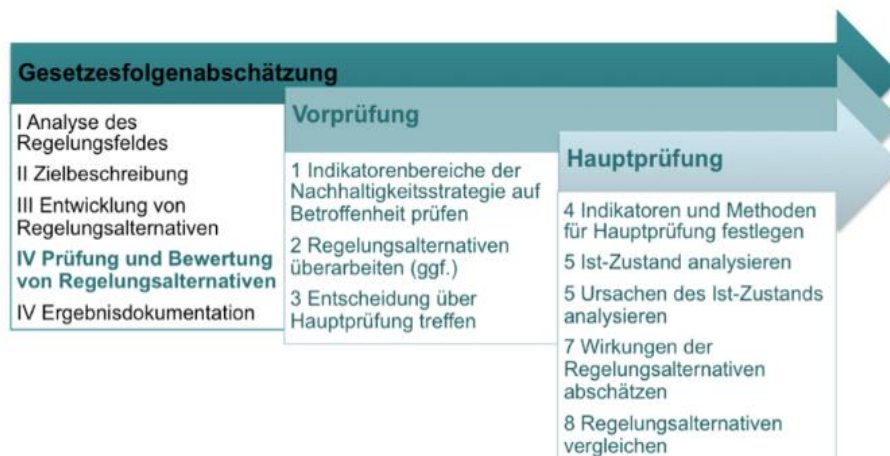 Gesetzesfolgenabschätzung
I Analyse des
Regelungsfeldes
II Zielbeschreibung
III Entwicklung von
Regelungsalternativen
IV Prüfung und Bewertung
von Regelungsalternativen
IV Ergebnisdokumentation
Vorprüfung
1 Indikatorenbereiche der
Nachhaltigkeitsstrategie auf
Betroffenheit prüfen
2 Regelungsalternativen
überarbeiten (ggf.)
3 Entscheidung über
Hauptprüfung treffen
Hauptprüfung
4 Indikatoren und Methoden
für Hauptprüfung festlegen
5 Ist-Zustand analysieren
5 Ursachen des Ist-Zustands
analysieren
7 Wirkungen der
Regelungsalternativen
abschätzen
8 Regelungsalternativen
vergleichen